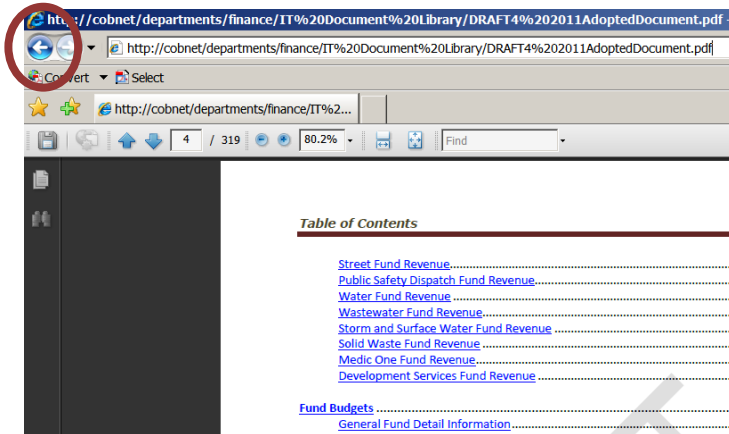 http://cobnet/departments/finance/IT%20Document%20Library/DRAFT4%202011AdoptedDocument.pdf -
http://cobnet/departments/finance/IT%20Document%20Library/DRAFT4%202011AdoptedDocument.pdf
Convert Select
http://cobnet/departments/finance/IT%2...
4 / 319 80.2% Find
Table of Contents
Street Fund Revenue
Public Safety Dispatch Fund Revenue
Water Fund Revenue
Wastewater Fund Revenue
Storm and Surface Water Fund Revenue
Solid Waste Fund Revenue
Medic One Fund Revenue
Development Services Fund Revenue
Fund Budgets
General Fund Detail Information